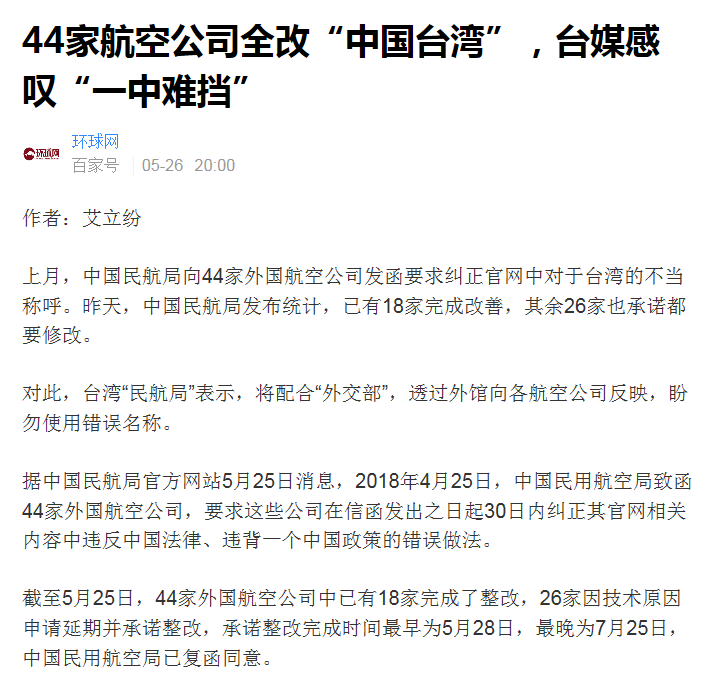 44家航空公司全改“中国台湾”，台媒感
叹“一中难挡”
环球网
环球网
百家号 05-26 20:00
作者：艾立纷
上月，中国民航局向44家外国航空公司发函要求纠正官网中对于台湾的不当
称呼。昨天，中国民航局发布统计，已有18家完成改善，其余26家也承诺都
要修改。
对此，台湾“民航局”表示，将配合“外交部”，透过外馆向各航空公司反映，盼
勿使用错误名称。
据中国民航局官方网站5月25日消息，2018年4月25日，中国民用航空局致函
44家外国航空公司，要求这些公司在信函发出之日起30日内纠正其官网相关
内容中违反中国法律、违背一个中国政策的错误做法。
截至5月25日，44家外国航空公司中已有18家完成了整改，26家因技术原因
申请延期并承诺整改，承诺整改完成时间最早为5月28日，最晚为7月25日，
中国民用航空局已复函同意。